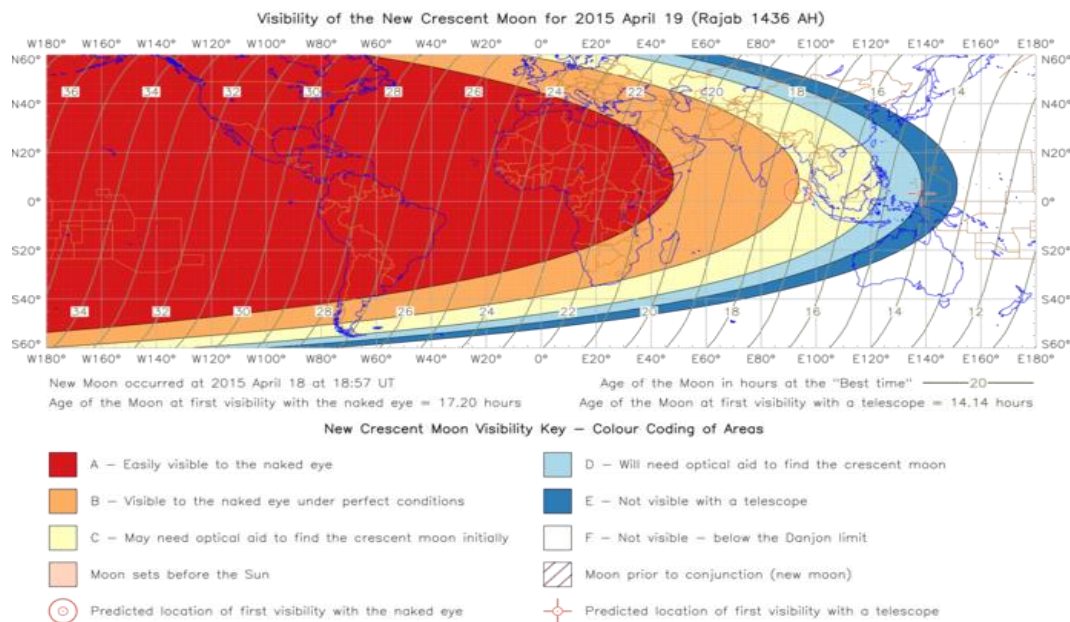 Visibility of the New Crescent Moon for 2015 April 19 (Rajab 1436 AH)
W180° W160° W140° W120° W100° W80° W60° W40° W20° 0° E20° E40° E60° E80° E100° E120° E140° E160° E180°
N60° N60°
36 34 32 30 28 26 24 22 20 18 16 14
N40° N40°
N20° N20°
0° 0°
S20° S20°
S40° S40°
34 32 30 28 26 24 22 20 18 16 14 12
S60° S60°
W180° W160° W140° W120° W100° W80° W60° W40° W20° 0° E20° E40° E60° E80° E100° E120° E140° E160° E180°
New Moon occurred at 2015 April 18 at 18:57 UT
Age of the Moon in hours at the "Best time" 20
Age of the Moon at first visibility with the naked eye = 17.20 hours
Age of the Moon at first visibility with a telescope = 14.14 hours
New Crescent Moon Visibility Key – Colour Coding of Areas
A – Easily visible to the naked eye
D – Will need optical aid to find the crescent moon
B – Visible to the naked eye under perfect conditions
E – Not visible with a telescope
C – May need optical aid to find the crescent moon initially
F – Not visible – below the Danjon limit
Moon sets before the Sun
Moon prior to conjunction (new moon)
Predicted location of first visibility with the naked eye
Predicted location of first visibility with a telescope